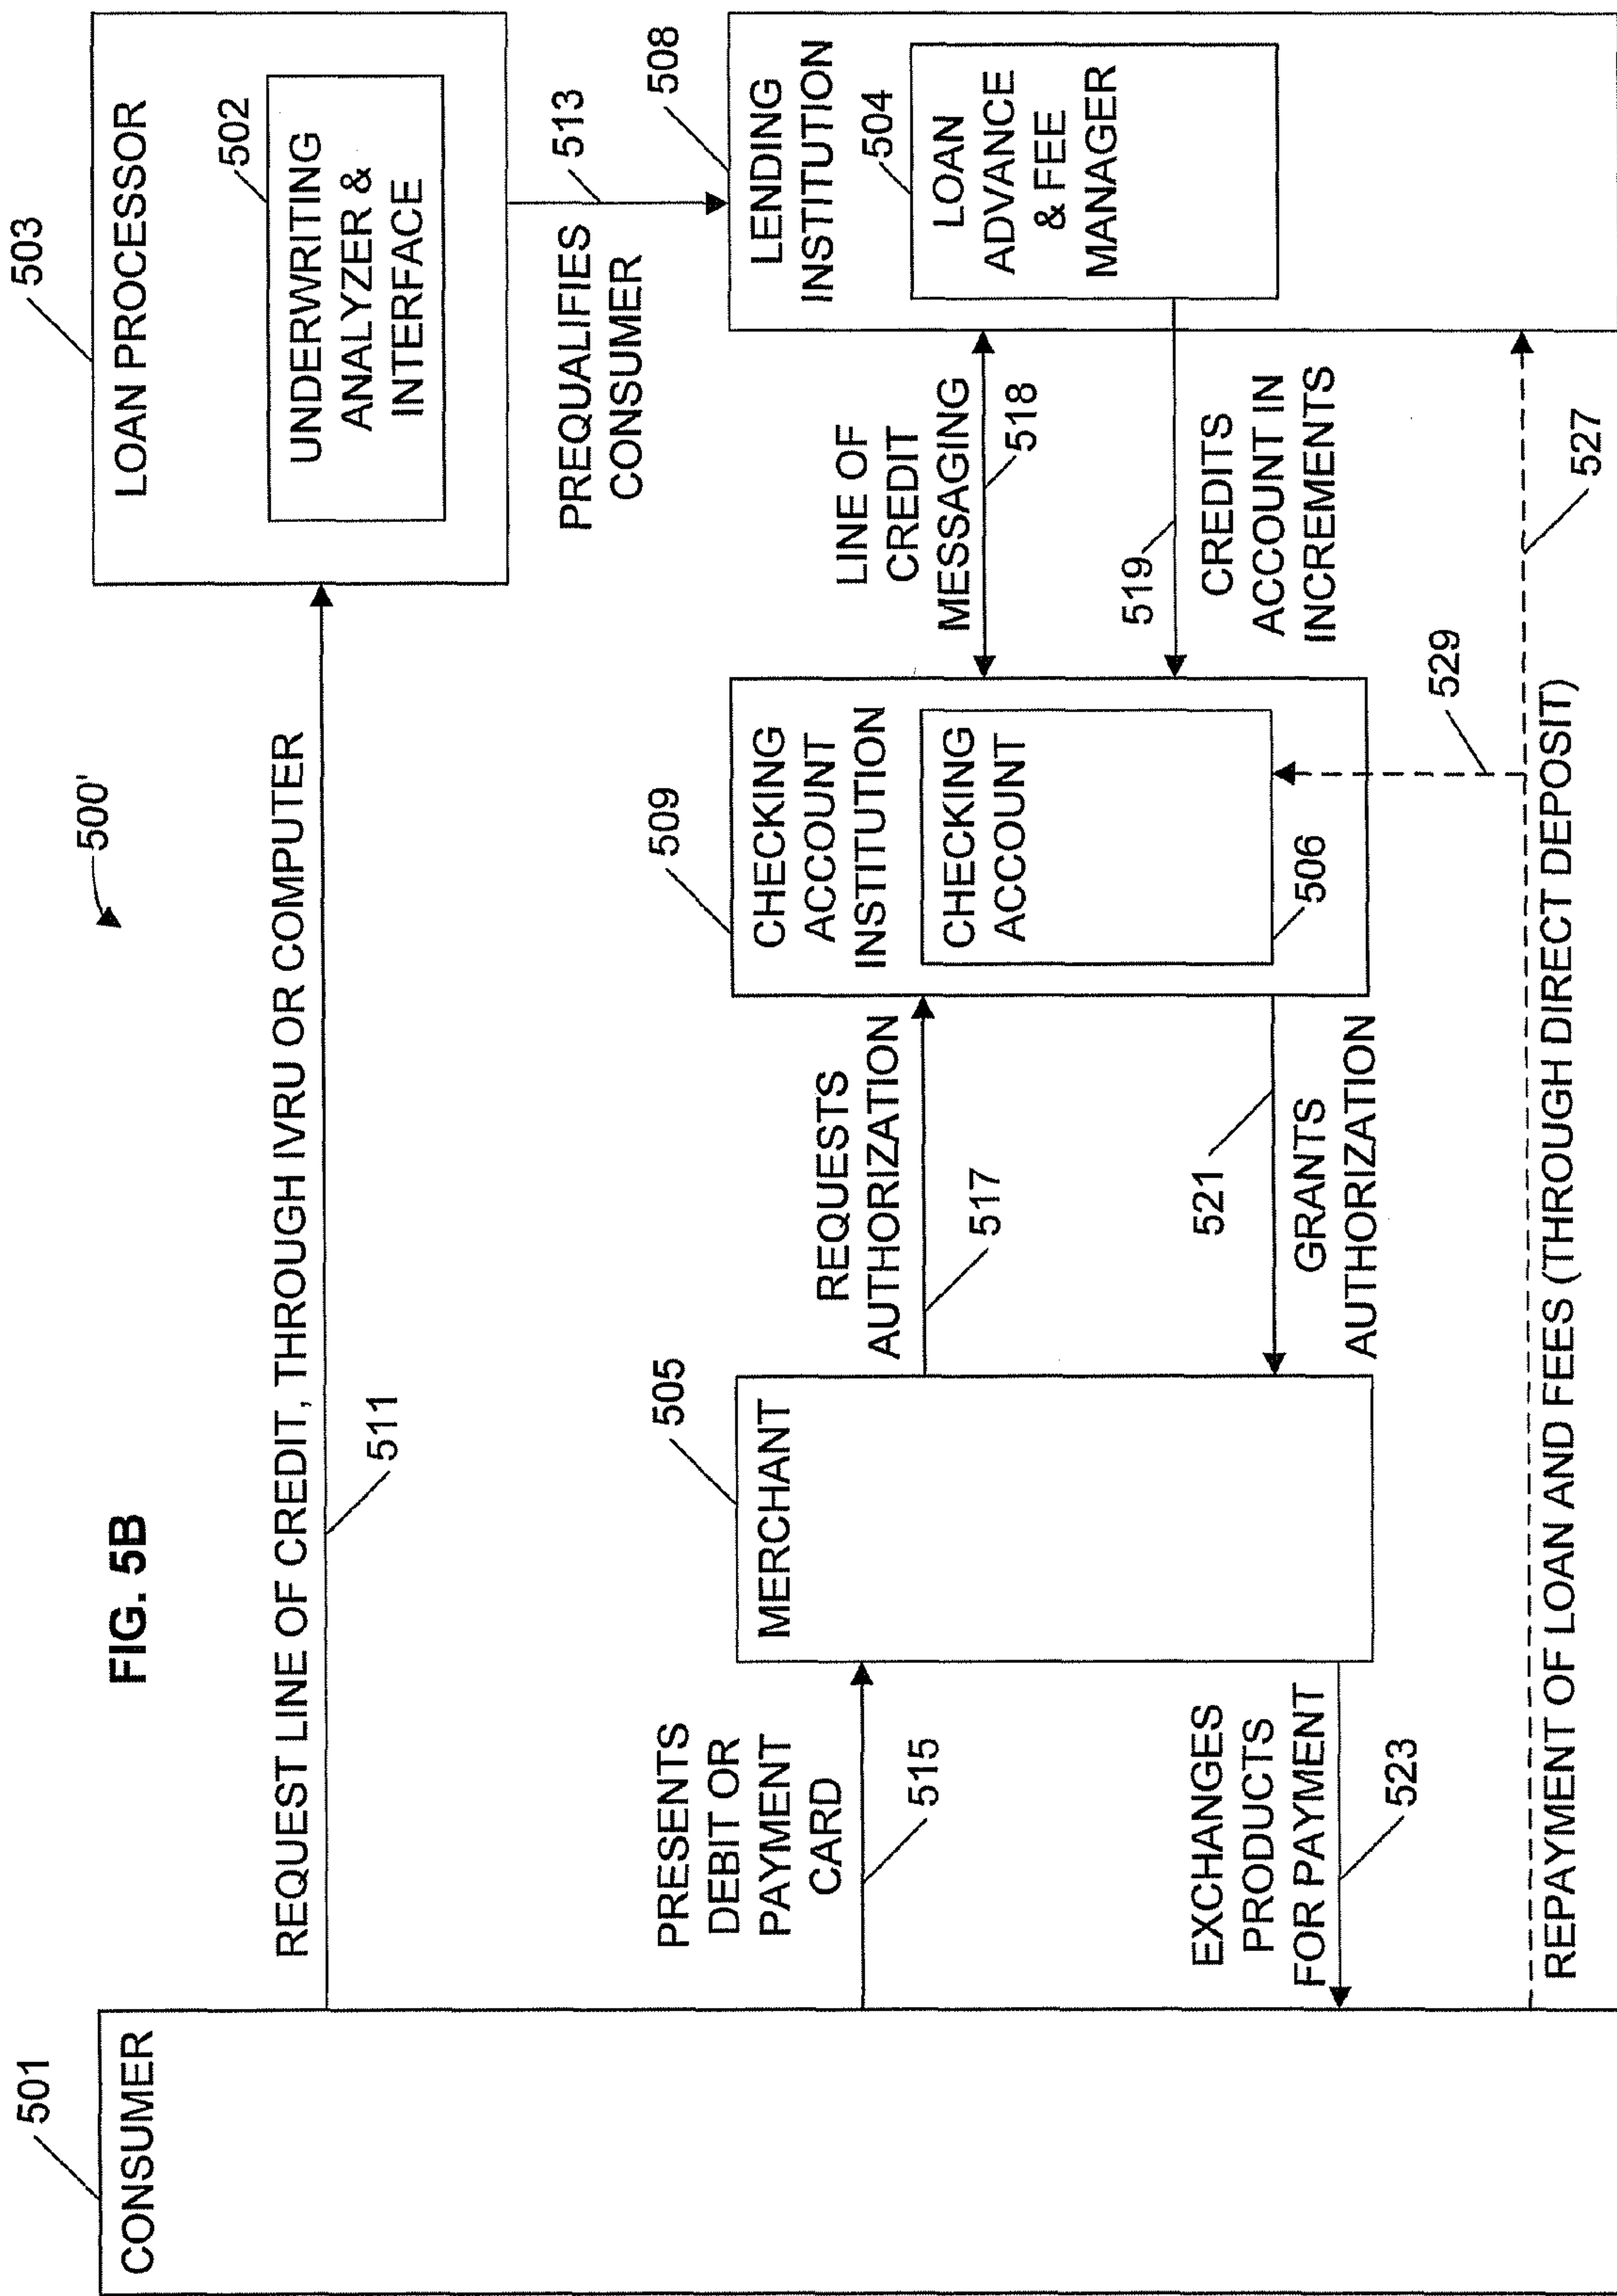 FIG. 5B
500'
501
CONSUMER
REQUEST LINE OF CREDIT, THROUGH IVRU OR COMPUTER
511
503
LOAN PROCESSOR
502
UNDERWRITING
ANALYZER &
INTERFACE
PREQUALIFIES
CONSUMER
513
PRESENTS
DEBIT OR
PAYMENT
CARD
515
505
MERCHANT
REQUESTS
AUTHORIZATION
517
509
CHECKING
ACCOUNT
INSTITUTION
CHECKING
ACCOUNT
506
LINE OF
CREDIT
MESSAGING
518
508
LENDING
INSTITUTION
504
LOAN
ADVANCE
& FEE
MANAGER
519
CREDITS
ACCOUNT IN
INCREMENTS
521
GRANTS
AUTHORIZATION
EXCHANGES
PRODUCTS
FOR PAYMENT
523
529
527
REPAYMENT OF LOAN AND FEES (THROUGH DIRECT DEPOSIT)